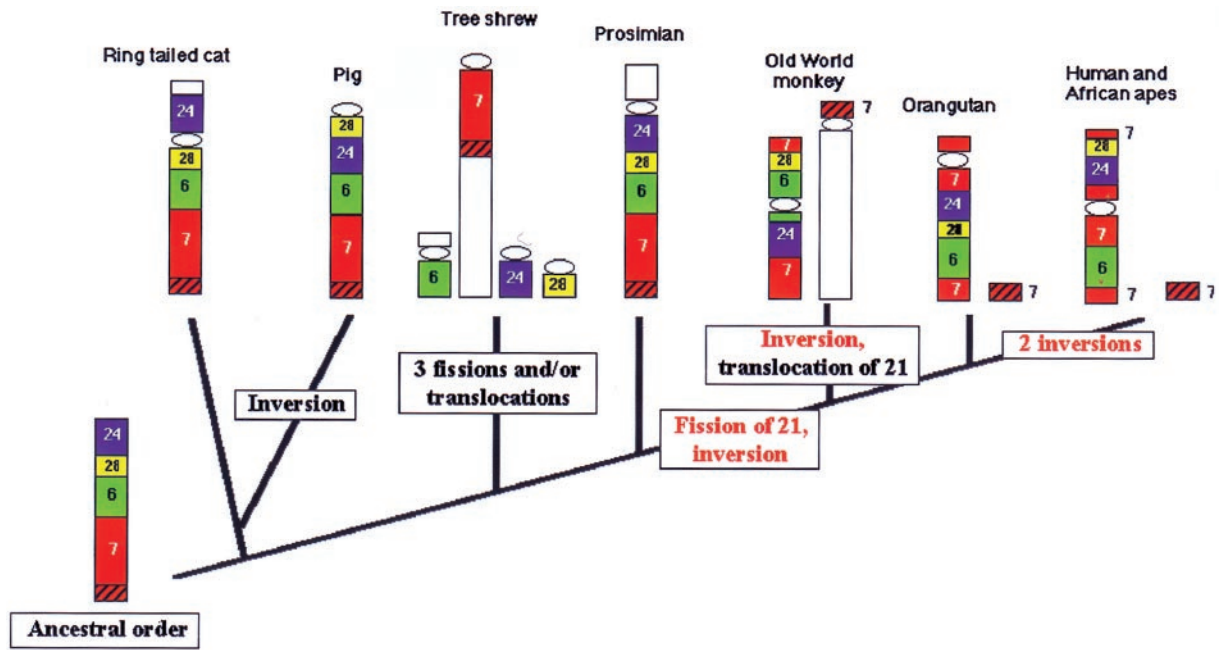 Tree shrew
Prosimian
Ring tailed cat
Pig
Old World
monkey
Orangutan
Human and
African apes
24
28
6
7
28
24
6
7
7
6
24
28
24
28
6
7
7
7
28
6
24
7
7
24
28
6
7
7
7
28
24
7
6
7
7
3 fissions and/or
translocations
Inversion
Inversion,
translocation of 21
2 inversions
Fission of 21,
inversion
24
28
6
7
Ancestral order